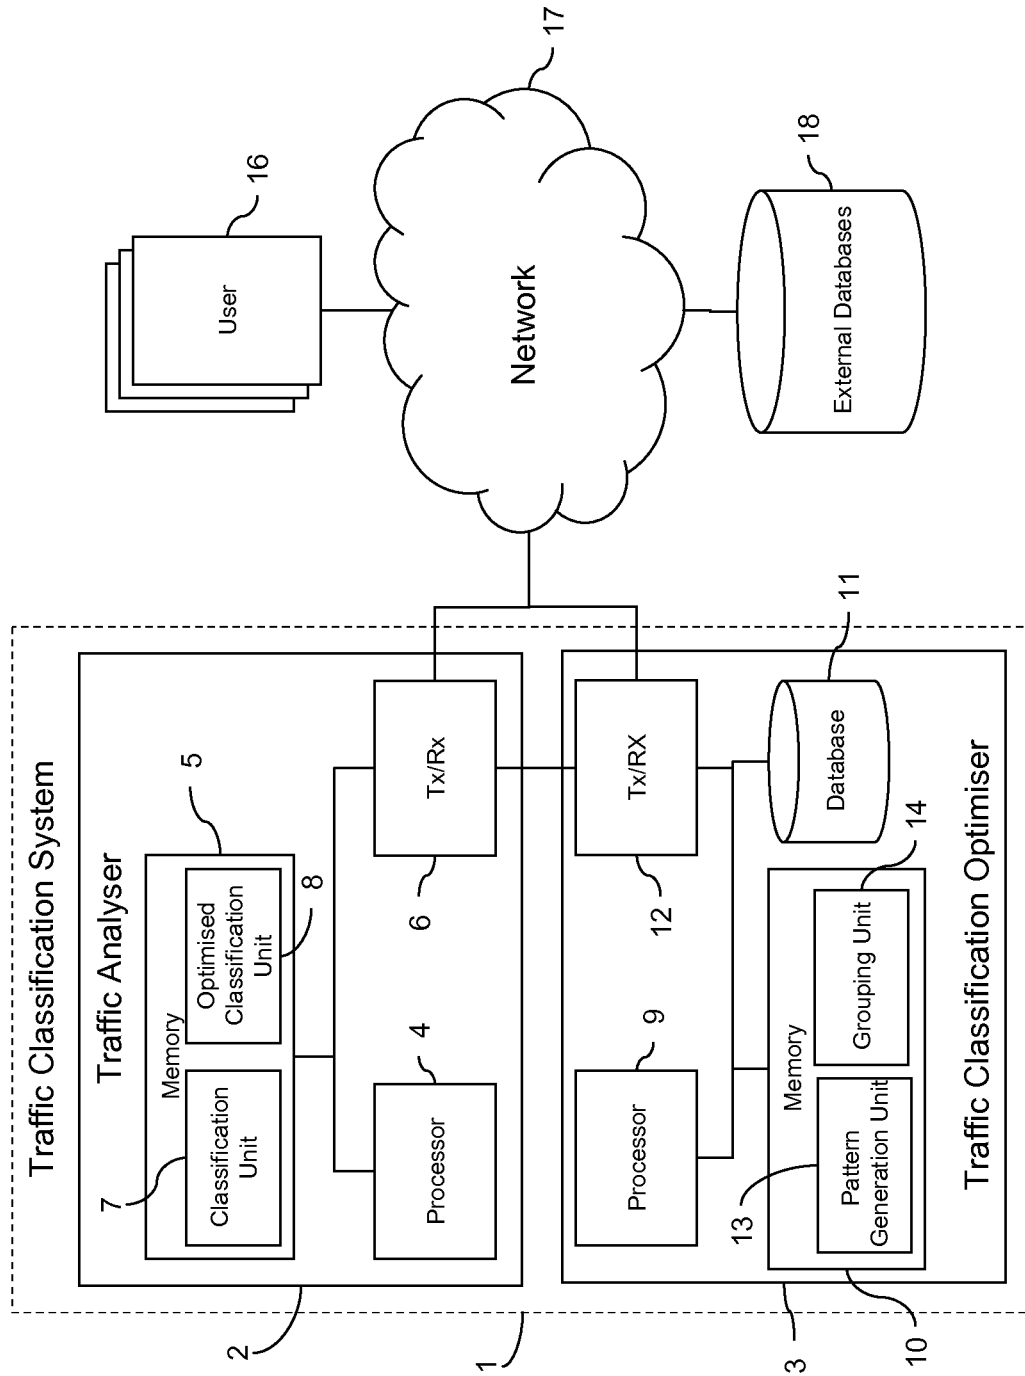 Traffic Classification System
Traffic Analyser
Memory
Classification
Unit
Optimised
Classification
Unit
7
8
5
Processor
4
Tx/Rx
6
2
1
Processor
9
Tx/RX
12
Memory
Pattern
Generation Unit
13
Grouping Unit
14
Database
11
Traffic Classification Optimiser
3
10
User
16
Network
17
External Databases
18